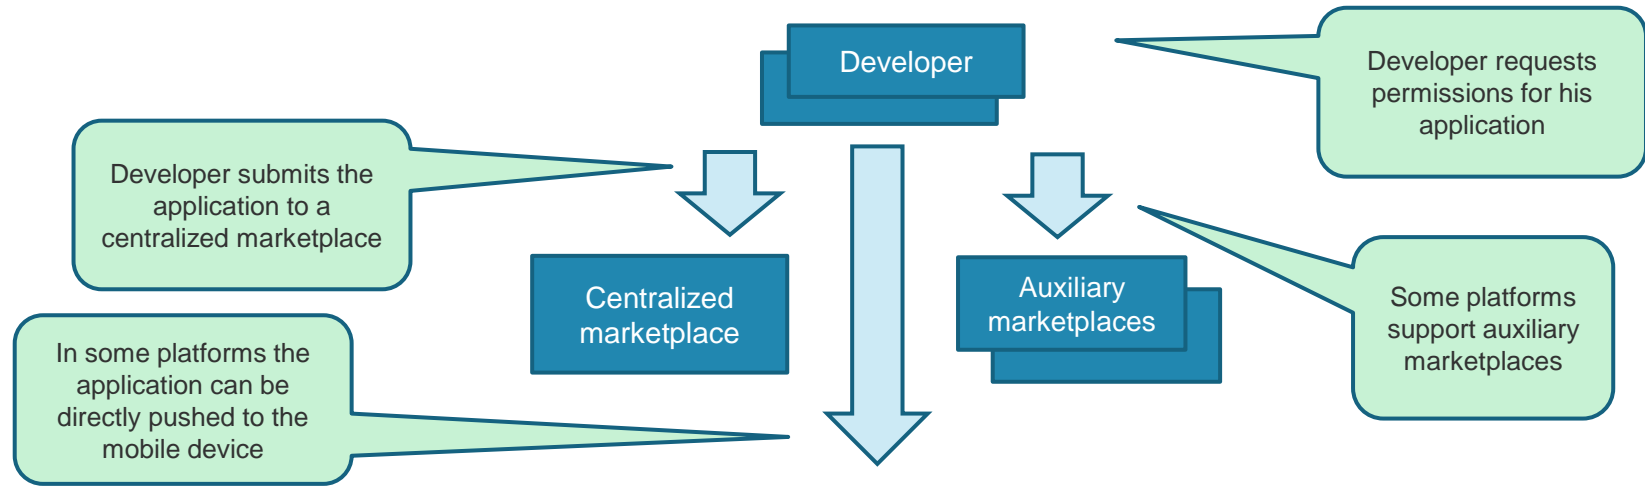 Developer
Developer requests
permissions for his
application
Developer submits the
application to a
centralized marketplace
Centralized
marketplace
Auxiliary
marketplaces
Some platforms
support auxiliary
marketplaces
In some platforms the
application can be
directly pushed to the
mobile device